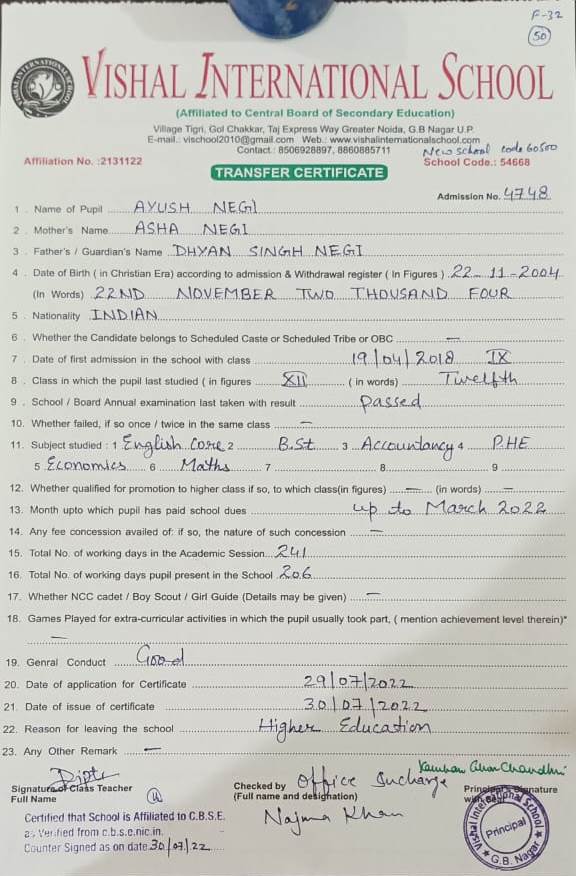 F-32
50
VISHAL INTERNATIONAL SCHOOL
(Affiliated to Central Board of Secondary Education)
Village Tigri, Gol Chakkar, Taj Express Way Greater Noida, G.B Nagar U.P.
E-mail.: vischool2010@gmail.com Web.: www.vishalinternationalschool.com
Contact.: 8506928897, 8860885711 New School Code 60500
Affiliation No. :2131122 School Code.: 54668
TRANSFER CERTIFICATE
Admission No. 4748
1 . Name of Pupil AYUSH NEGI
2 . Mother's Name ASHA NEGI
3 . Father's / Guardian's Name DHYAN SINGH NEGI
4 . Date of Birth ( in Christian Era) according to admission & Withdrawal register ( In Figures ) 22-11-2004
(In Words) 22ND NOVEMBER TWO THOUSAND FOUR
5 . Nationality INDIAN
6 . Whether the Candidate belongs to Scheduled Caste or Scheduled Tribe or OBC —
7 . Date of first admission in the school with class 19/04/2018 IX
8 . Class in which the pupil last studied ( in figures XII ( in words) Twelfth
9 . School / Board Annual examination last taken with result Passed
10. Whether failed, if so once / twice in the same class —
11. Subject studied : 1 English Core 2 B.St 3 Accountancy 4 P.HE
5 Economics 6 Maths 7 8 9
12. Whether qualified for promotion to higher class if so, to which class(in figures) — (in words) —
13. Month upto which pupil has paid school dues up to March 2022
14. Any fee concession availed of: if so, the nature of such concession —
15. Total No. of working days in the Academic Session 241
16. Total No. of working days pupil present in the School 206
17. Whether NCC cadet / Boy Scout / Girl Guide (Details may be given) —
18. Games Played for extra-curricular activities in which the pupil usually took part, ( mention achievement level therein)*
—
19. Genral Conduct Good
20. Date of application for Certificate 29/07/2022
21. Date of issue of certificate 30/07/2022
22. Reason for leaving the school Higher Education
23. Any Other Remark —
Signature of Class Teacher Checked by Office Incharge Principal Signature
Full Name (Full name and designation) with Seal
Najma Khan
Certified that School is Affiliated to C.B.S.E.
as Verified from c.b.s.e.nic.in.
Counter Signed as on date 30/07/22
Vishal International School
Principal
G.B. Nagar